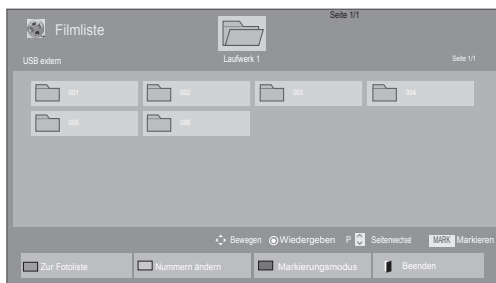 Seite 1/1
Filmliste
USB extern
Laufwerk 1
Seite 1/1
001 002 003 004
005 006
Bewegen Wiedergeben P Seitenwechsel MARK Markieren
Zur Fotoliste Nummern ändern Markierungsmodus Beenden